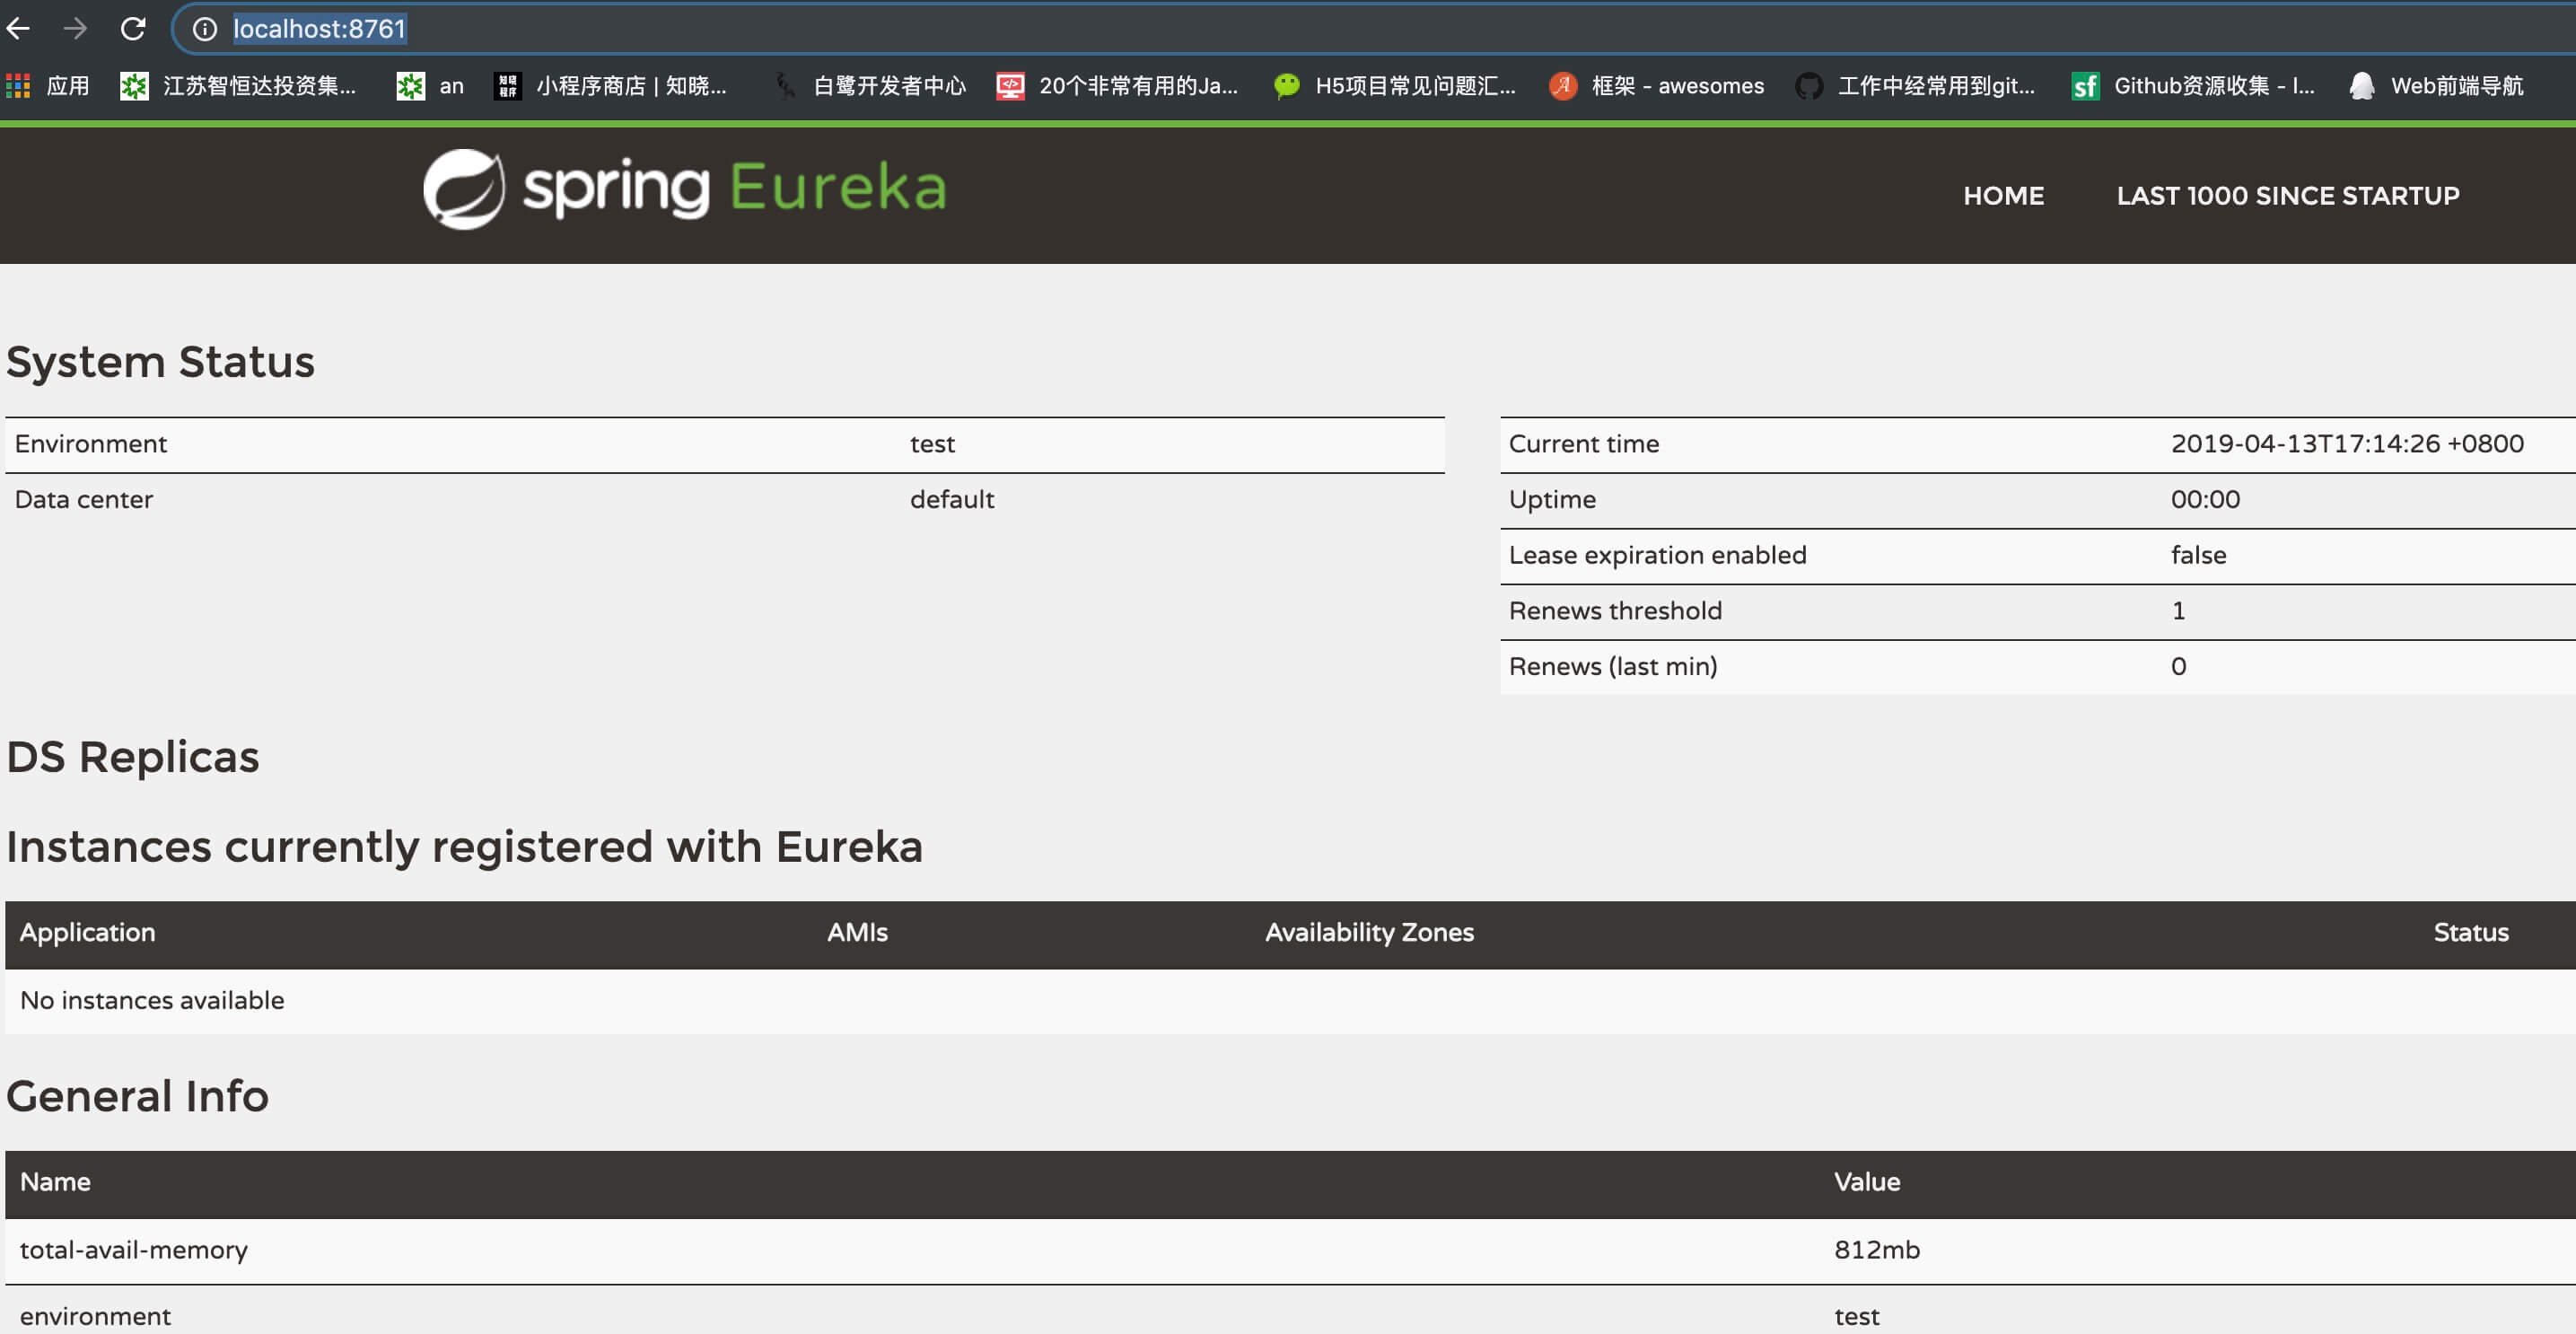 localhost:8761
应用 江苏智恒达投资集... an 知晓程序 小程序商店 | 知晓... 白鹭开发者中心 20个非常有用的Ja... H5项目常见问题汇... 框架 - awesomes 工作中经常用到git... sf Github资源收集 - I... Web前端导航
spring Eureka HOME LAST 1000 SINCE STARTUP
System Status
Environment test
Data center default
Current time 2019-04-13T17:14:26 +0800
Uptime 00:00
Lease expiration enabled false
Renews threshold 1
Renews (last min) 0
DS Replicas
Instances currently registered with Eureka
Application AMIs Availability Zones Status
No instances available
General Info
Name Value
total-avail-memory 812mb
environment test